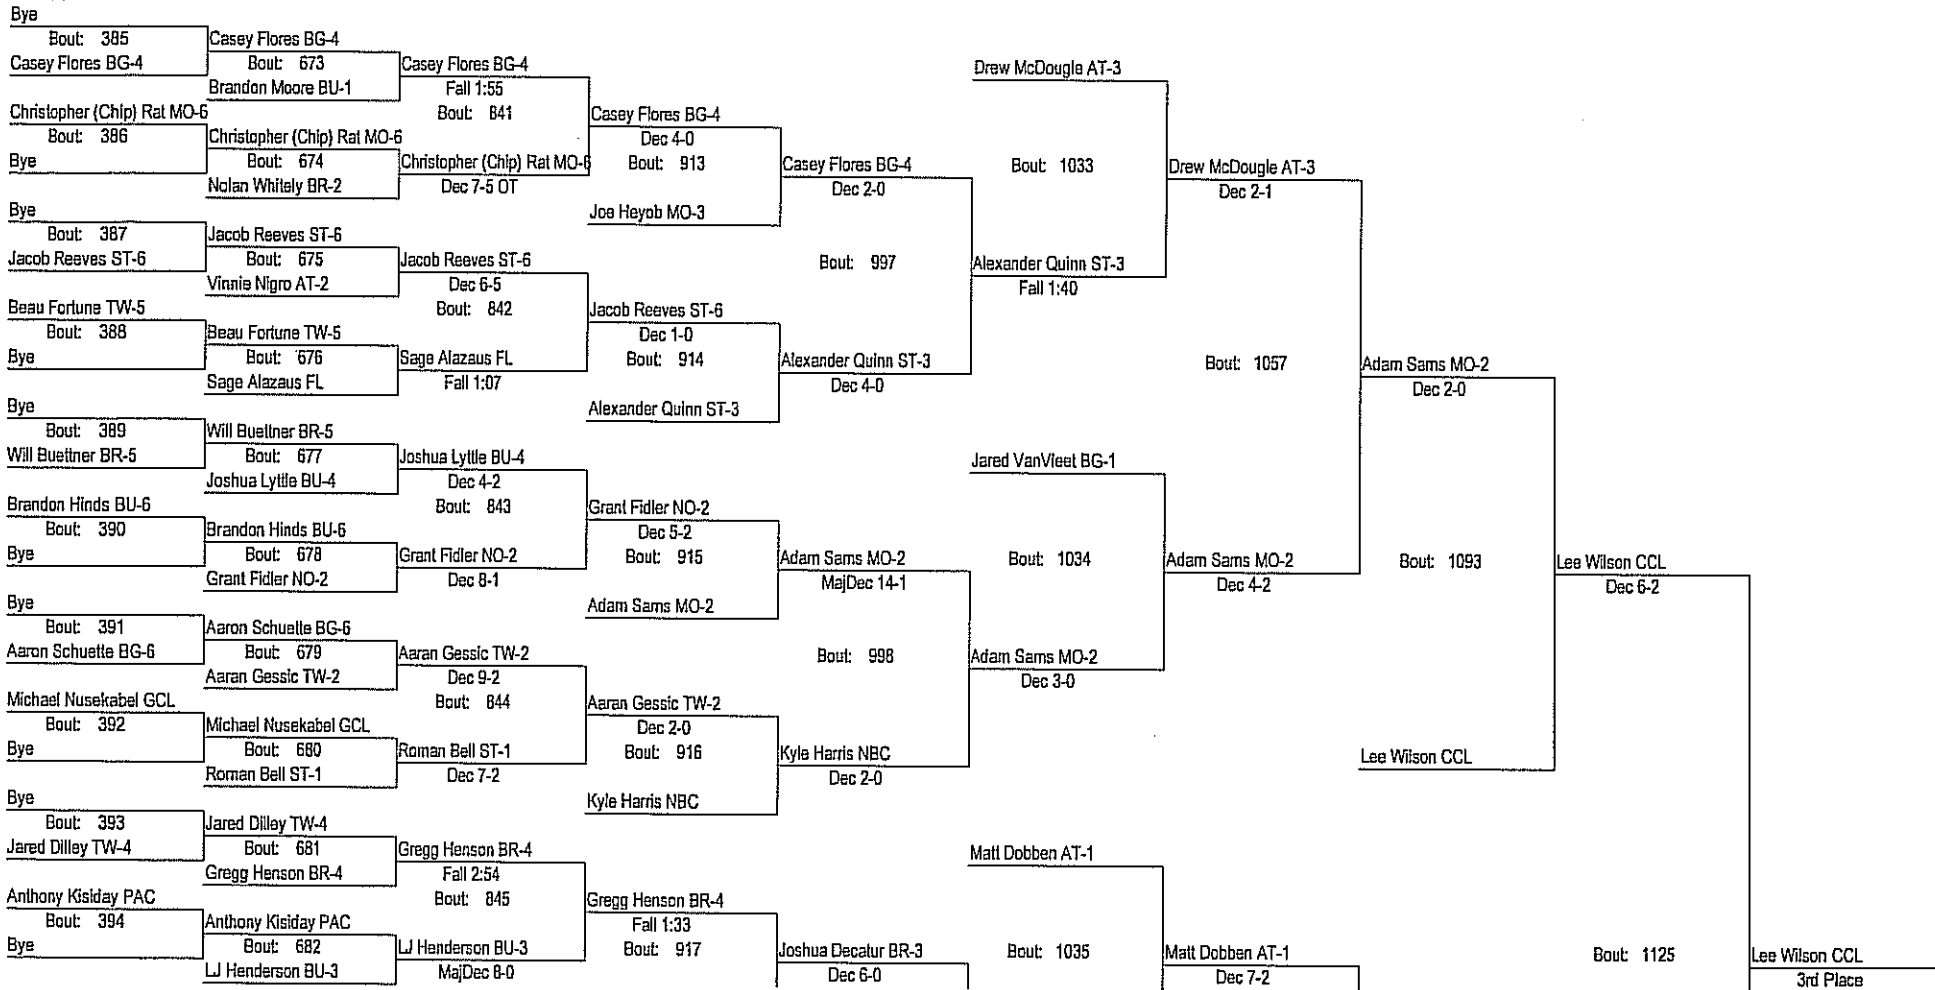 Bye
Bout: 385
Casey Flores BG-4
Christopher (Chip) Rat MO-6
Bout: 386
Bye
Bye
Bout: 387
Jacob Reeves ST-6
Beau Fortune TW-5
Bout: 388
Bye
Bye
Bout: 389
Will Buettner BR-5
Brandon Hinds BU-6
Bout: 390
Bye
Bye
Bout: 391
Aaron Schuette BG-6
Michael Nusekabel GCL
Bout: 392
Bye
Bye
Bout: 393
Jared Dilley TW-4
Anthony Kisiday PAC
Bout: 394
Bye
Casey Flores BG-4
Bout: 673
Brandon Moore BU-1
Christopher (Chip) Rat MO-6
Bout: 674
Nolan Whitely BR-2
Jacob Reeves ST-6
Bout: 675
Vinnie Nigro AT-2
Beau Fortune TW-5
Bout: 676
Sage Alazaus FL
Will Buettner BR-5
Bout: 677
Joshua Lyttle BU-4
Brandon Hinds BU-6
Bout: 678
Grant Fidler NO-2
Aaron Schuette BG-6
Bout: 679
Aaran Gessic TW-2
Michael Nusekabel GCL
Bout: 680
Roman Bell ST-1
Jared Dilley TW-4
Bout: 681
Gregg Henson BR-4
Anthony Kisiday PAC
Bout: 682
LJ Henderson BU-3
Casey Flores BG-4
Fall 1:55
Bout: 841
Christopher (Chip) Rat MO-6
Dec 7-5 OT
Jacob Reeves ST-6
Dec 6-5
Bout: 842
Sage Alazaus FL
Fall 1:07
Joshua Lyttle BU-4
Dec 4-2
Bout: 843
Grant Fidler NO-2
Dec 8-1
Aaran Gessic TW-2
Dec 9-2
Bout: 844
Roman Bell ST-1
Dec 7-2
Gregg Henson BR-4
Fall 2:54
Bout: 845
LJ Henderson BU-3
MajDec 8-0
Casey Flores BG-4
Dec 4-0
Bout: 913
Joe Heyob MO-3
Jacob Reeves ST-6
Dec 1-0
Bout: 914
Alexander Quinn ST-3
Grant Fidler NO-2
Dec 5-2
Bout: 915
Adam Sams MO-2
Aaran Gessic TW-2
Dec 2-0
Bout: 916
Kyle Harris NBC
Gregg Henson BR-4
Fall 1:33
Bout: 917
Casey Flores BG-4
Dec 2-0
Bout: 997
Alexander Quinn ST-3
Dec 4-0
Adam Sams MO-2
MajDec 14-1
Bout: 998
Kyle Harris NBC
Dec 2-0
Joshua Decatur BR-3
Dec 6-0
Drew McDougle AT-3
Bout: 1033
Alexander Quinn ST-3
Fall 1:40
Jared VanVleet BG-1
Bout: 1034
Adam Sams MO-2
Dec 3-0
Matt Dobben AT-1
Bout: 1035
Drew McDougle AT-3
Dec 2-1
Bout: 1057
Adam Sams MO-2
Dec 4-2
Matt Dobben AT-1
Dec 7-2
Adam Sams MO-2
Dec 2-0
Bout: 1093
Lee Wilson CCL
Lee Wilson CCL
Dec 6-2
Bout: 1125
Lee Wilson CCL
3rd Place